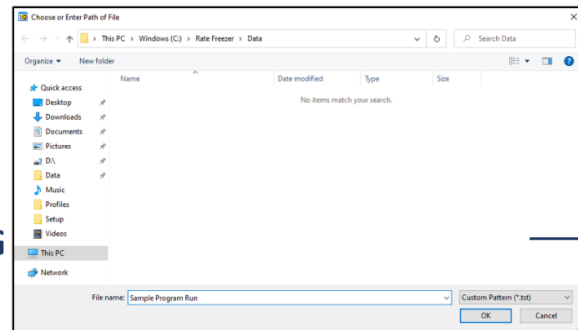 Choose or Enter Path of File
This PC > Windows (C:) > Rate Freezer > Data
Search Data
Organize
New folder
Name
Date modified
Type
Size
No items match your search.
Quick access
Desktop
Downloads
Documents
Pictures
D:\
Data
Music
Profiles
Setup
Videos
This PC
Network
File name: Sample Program Run
Custom Pattern (*.txt)
OK
Cancel